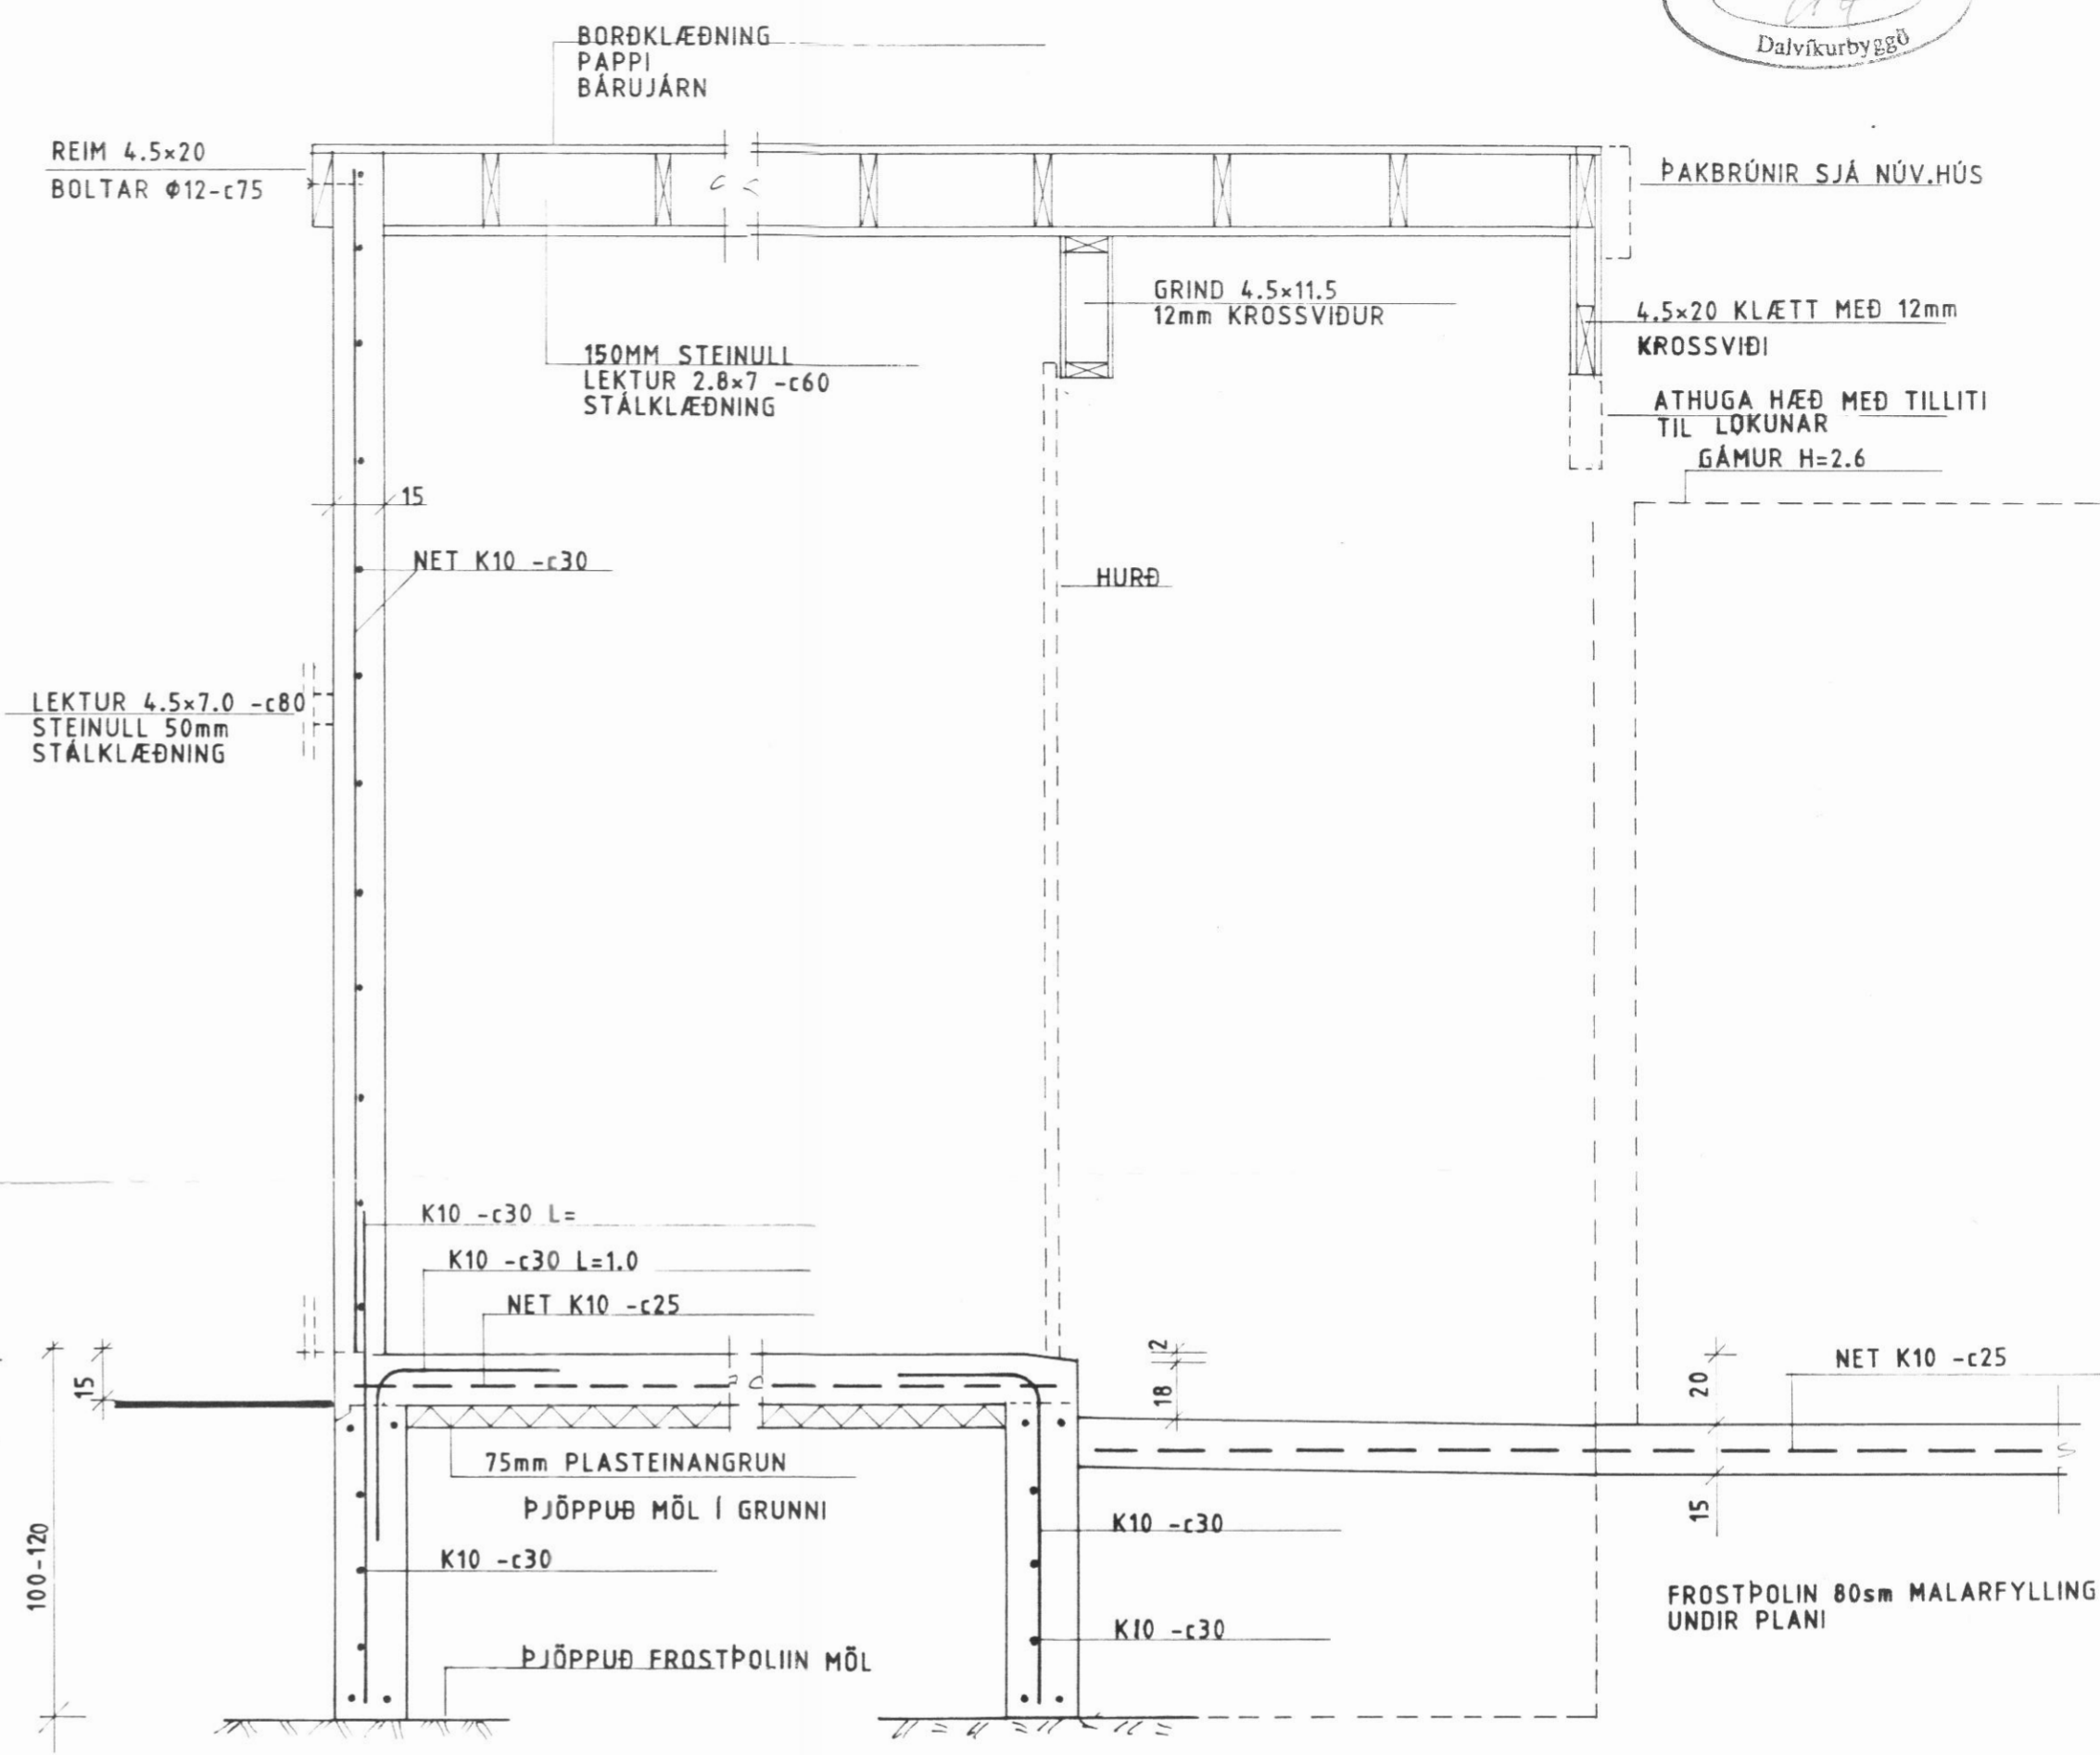 Dalvíkurbyggð
BORÐKLÆÐNING
PAPPI
BÁRUJÁRN
REIM 4.5×20
BOLTAR Φ12-c75
ÞAKBRÚNIR SJÁ NÚV.HÚS
GRIND 4.5×11.5
12mm KROSSVIÐUR
4.5×20 KLÆTT MEÐ 12mm
KROSSVIÐI
150MM STEINULL
LEKTUR 2.8×7 -c60
STÁLKLÆÐNING
ATHUGA HÆÐ MEÐ TILLITI
TIL LOKUNAR
GÁMUR H=2.6
15
NET K10 -c30
HURÐ
LEKTUR 4.5×7.0 -c80
STEINULL 50mm
STÁLKLÆÐNING
K10 -c30 L=
K10 -c30 L=1.0
NET K10 -c25
2
18
20
NET K10 -c25
15
75mm PLASTEINANGRUN
ÞJÖPPUÐ MÖL Í GRUNNI
15
K10 -c30
K10 -c30
100-120
FROSTÞOLIN 80sm MALARFYLLING
UNDIR PLANI
K10 -c30
ÞJÖPPUÐ FROSTÞOLIIN MÖL